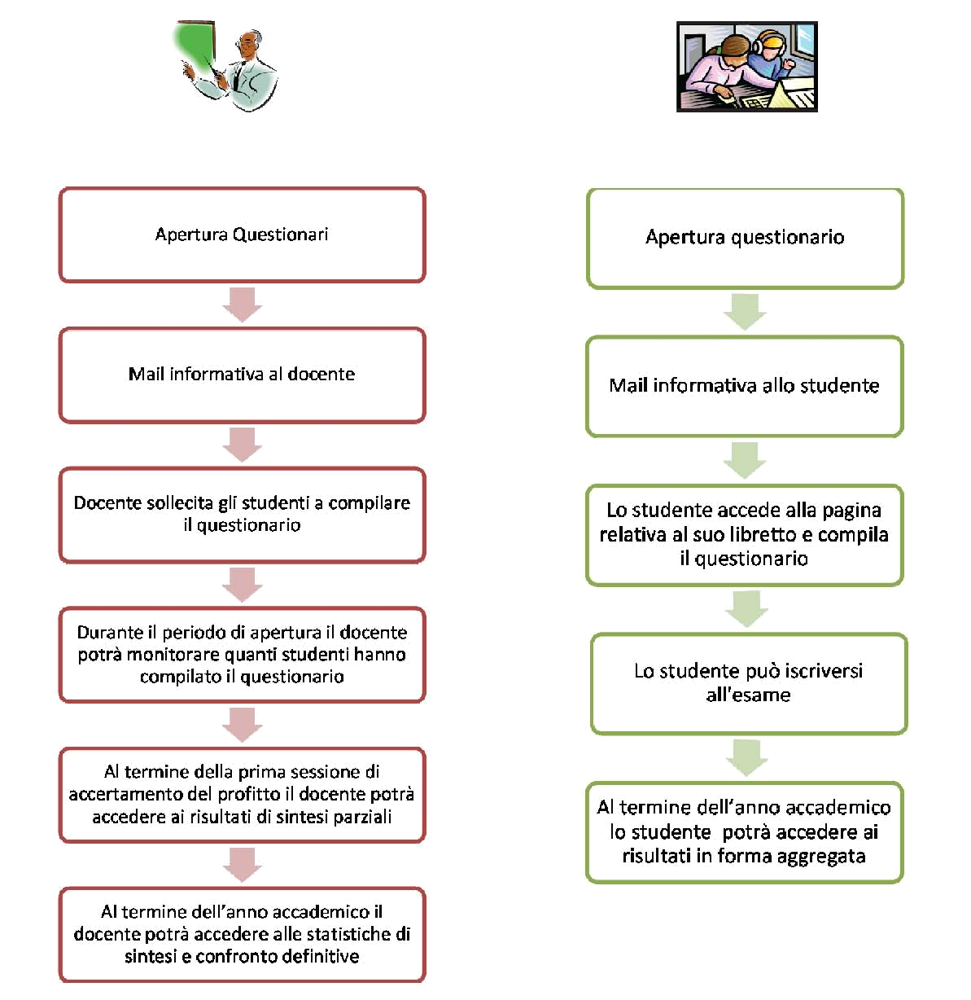 Apertura Questionari
Mail informativa al docente
Docente sollecita gli studenti a compilare
il questionario
Durante il periodo di apertura il docente
potrà monitorare quanti studenti hanno
compilato il questionario
Al termine della prima sessione di
accertamento del profitto il docente potrà
accedere ai risultati di sintesi parziali
Al termine dell’anno accademico il
docente potrà accedere alle statistiche di
sintesi e confronto definitive
Apertura questionario
Mail informativa allo studente
Lo studente accede alla pagina
relativa al suo libretto e compila
il questionario
Lo studente può iscriversi
all'esame
Al termine dell’anno accademico
lo studente  potrà accedere ai
risultati in forma aggregata